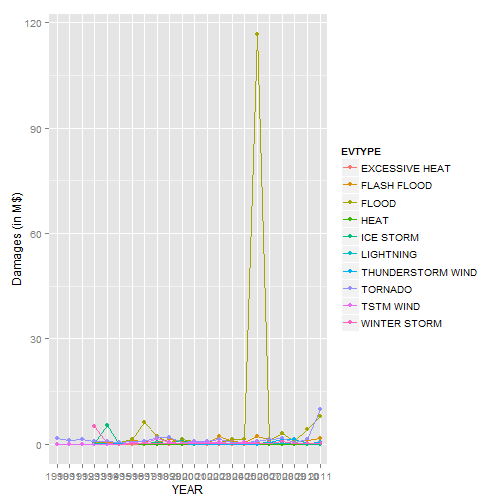 120
90
60
30
0
Damages (in M$)
YEAR
2011
EVTYPE
EXCESSIVE HEAT
FLASH FLOOD
FLOOD
HEAT
ICE STORM
LIGHTNING
THUNDERSTORM WIND
TORNADO
TSTM WIND
WINTER STORM